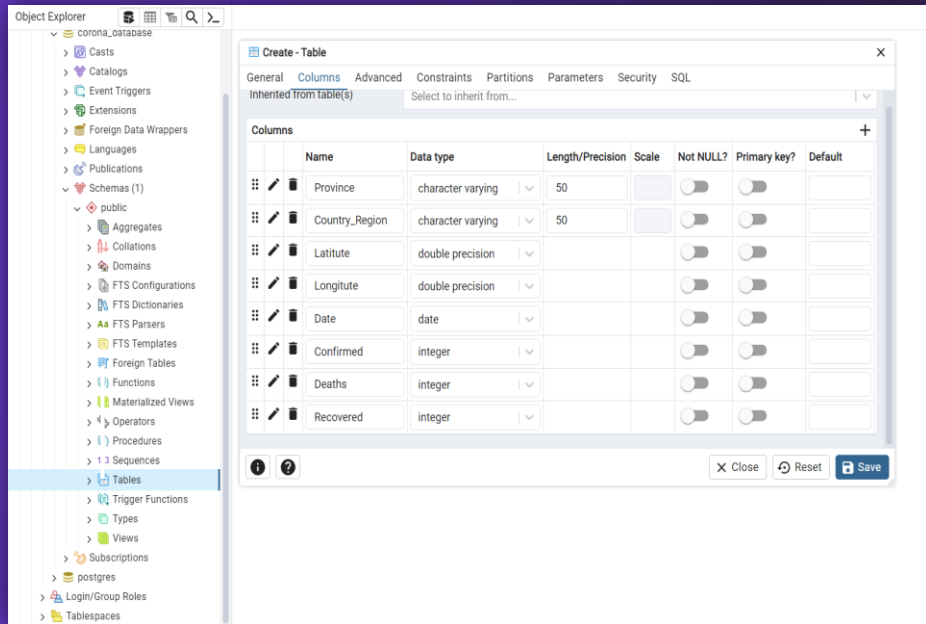 Object Explorer
corona_database
Casts
Catalogs
Event Triggers
Extensions
Foreign Data Wrappers
Languages
Publications
Schemas (1)
public
Aggregates
Collations
Domains
FTS Configurations
FTS Dictionaries
Aa FTS Parsers
FTS Templates
Foreign Tables
Functions
Materialized Views
Operators
Procedures
1 3 Sequences
Tables
Trigger Functions
Types
Views
Subscriptions
postgres
Login/Group Roles
Tablespaces
Create - Table
General Columns Advanced Constraints Partitions Parameters Security SQL
Inherited from table(s) Select to inherit from...
Columns
Name Data type Length/Precision Scale Not NULL? Primary key? Default
Province character varying 50
Country_Region character varying 50
Latitute double precision
Longitute double precision
Date date
Confirmed integer
Deaths integer
Recovered integer
Close Reset Save